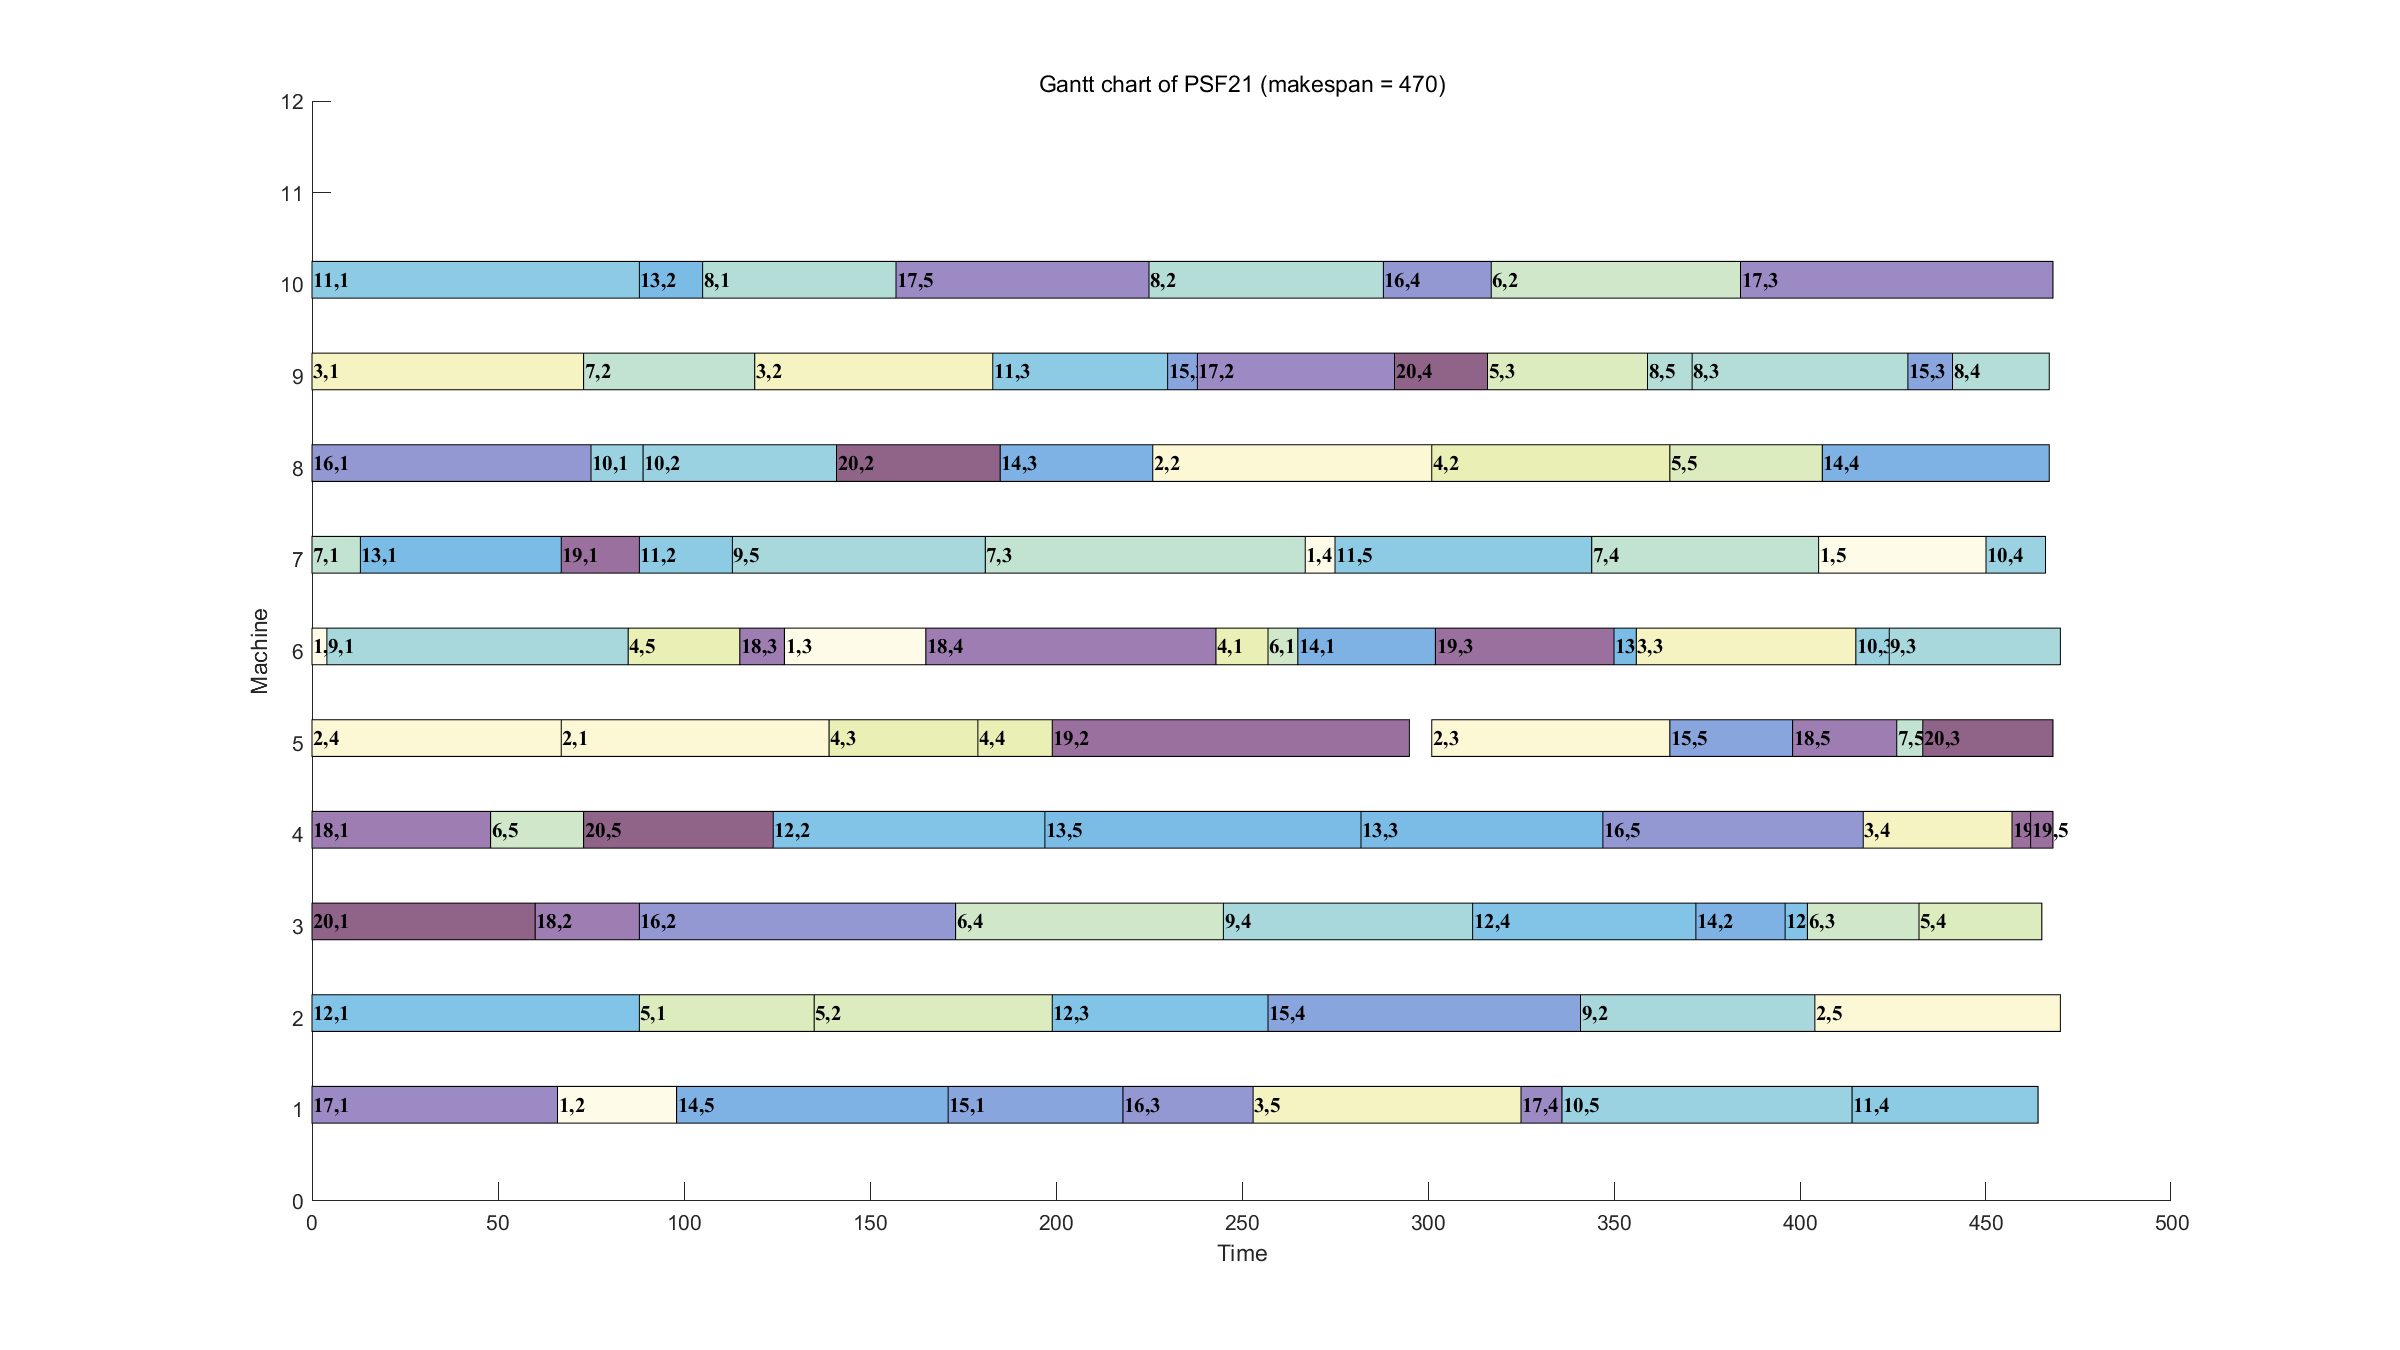 Gantt chart of PSF21 (makespan = 470)
12
11
10 11,1 13,2 8,1 17,5 8,2 16,4 6,2 17,3
9 3,1 7,2 3,2 11,3 15, 17,2 20,4 5,3 8,5 8,3 15,3 8,4
8 16,1 10,1 10,2 20,2 14,3 2,2 4,2 5,5 14,4
7 7,1 13,1 19,1 11,2 9,5 7,3 1,4 11,5 7,4 1,5 10,4
6 1, 9,1 4,5 18,3 1,3 18,4 4,1 6,1 14,1 19,3 13 3,3 10,3 9,3
5 2,4 2,1 4,3 4,4 19,2 2,3 15,5 18,5 7,5 20,3
4 18,1 6,5 20,5 12,2 13,5 13,3 16,5 3,4 19 19,5
3 20,1 18,2 16,2 6,4 9,4 12,4 14,2 12 6,3 5,4
2 12,1 5,1 5,2 12,3 15,4 9,2 2,5
1 17,1 1,2 14,5 15,1 16,3 3,5 17,4 10,5 11,4
0
Machine
0 50 100 150 200 250 300 350 400 450 500
Time